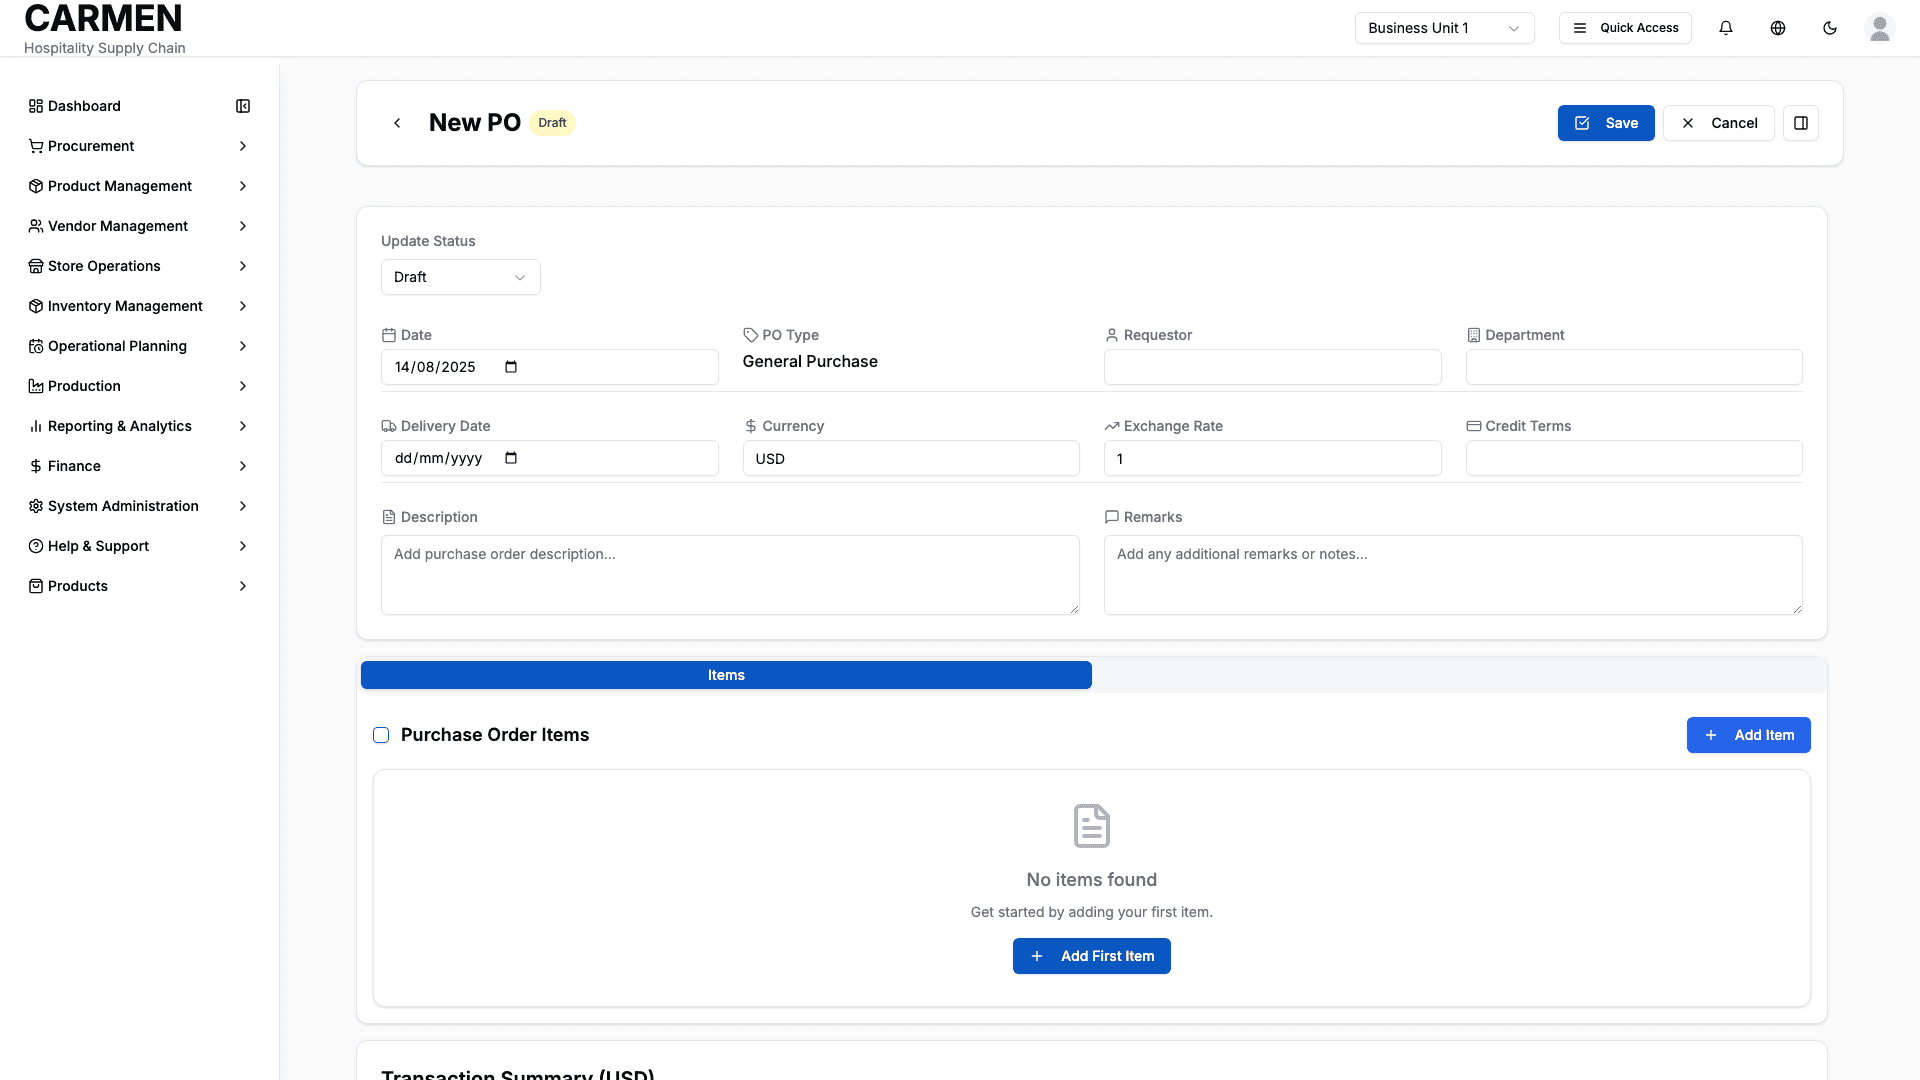 CARMEN
Hospitality Supply Chain
Business Unit 1
Quick Access
Dashboard
Procurement
Product Management
Vendor Management
Store Operations
Inventory Management
Operational Planning
Production
Reporting & Analytics
Finance
System Administration
Help & Support
Products
New PO
Draft
Save
Cancel
Update Status
Draft
Date
PO Type
Requestor
Department
14/08/2025
General Purchase
Delivery Date
Currency
Exchange Rate
Credit Terms
dd/mm/yyyy
USD
1
Description
Remarks
Add purchase order description...
Add any additional remarks or notes...
Items
Purchase Order Items
Add Item
No items found
Get started by adding your first item.
Add First Item
Transaction Summary (USD)